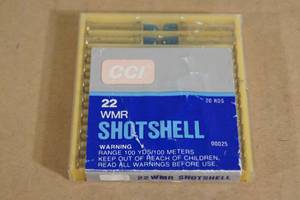 CCI
22 20 RDS
WMR
SHOTSHELL
WARNING 00025
RANGE 100 YDS/100 METERS
KEEP OUT OF REACH OF CHILDREN.
READ ALL WARNINGS BEFORE USE.
22 WMR SHOTSHELL